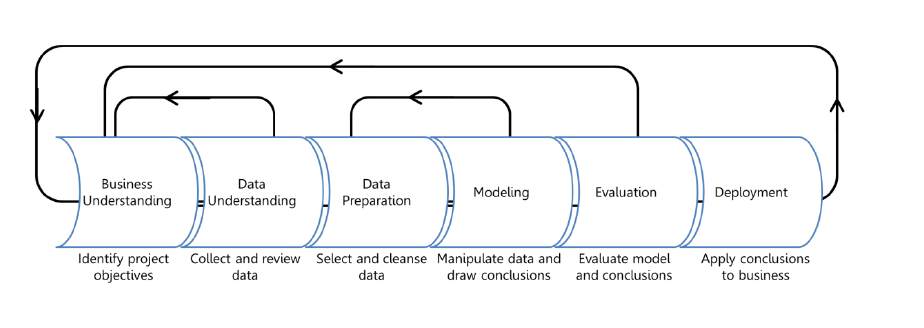 Business
Understanding
Data
Understanding
Data
Preparation
Modeling
Evaluation
Deployment
Identify project
objectives
Collect and review
data
Select and cleanse
data
Manipulate data and
draw conclusions
Evaluate model
and conclusions
Apply conclusions
to business